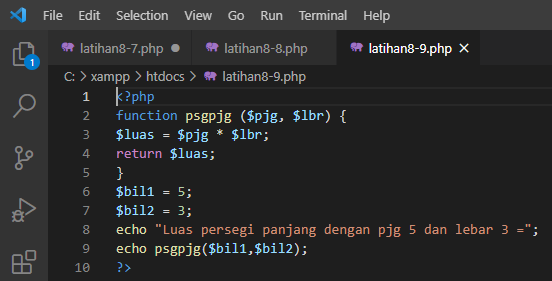 File Edit Selection View Go Run Terminal Help
latihan8-7.php latihan8-8.php latihan8-9.php
C: > xampp > htdocs > latihan8-9.php
1 <?php
2 function psgpjg ($pjg, $lbr) {
3 $luas = $pjg * $lbr;
4 return $luas;
5 }
6 $bil1 = 5;
7 $bil2 = 3;
8 echo "Luas persegi panjang dengan pjg 5 dan lebar 3 =";
9 echo psgpjg($bil1,$bil2);
10 ?>
1